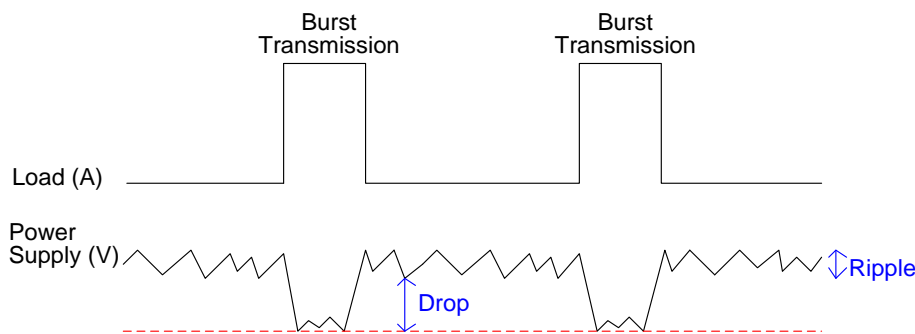 Burst
Transmission
Burst
Transmission
Load (A)
Power
Supply (V)
Ripple
Drop